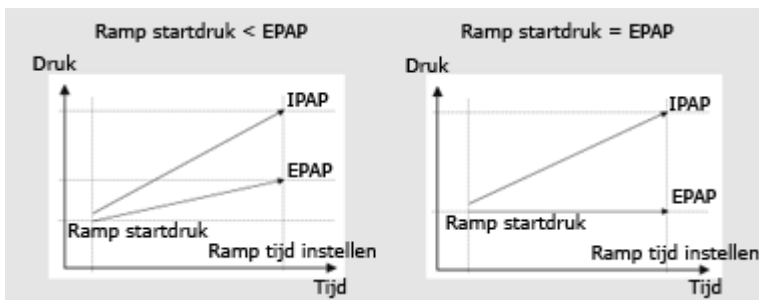 Ramp startdruk < EPAP
Druk
IPAP
EPAP
Ramp startdruk
Ramp tijd instellen
Tijd
Ramp startdruk = EPAP
Druk
IPAP
EPAP
Ramp startdruk
Ramp tijd instellen
Tijd